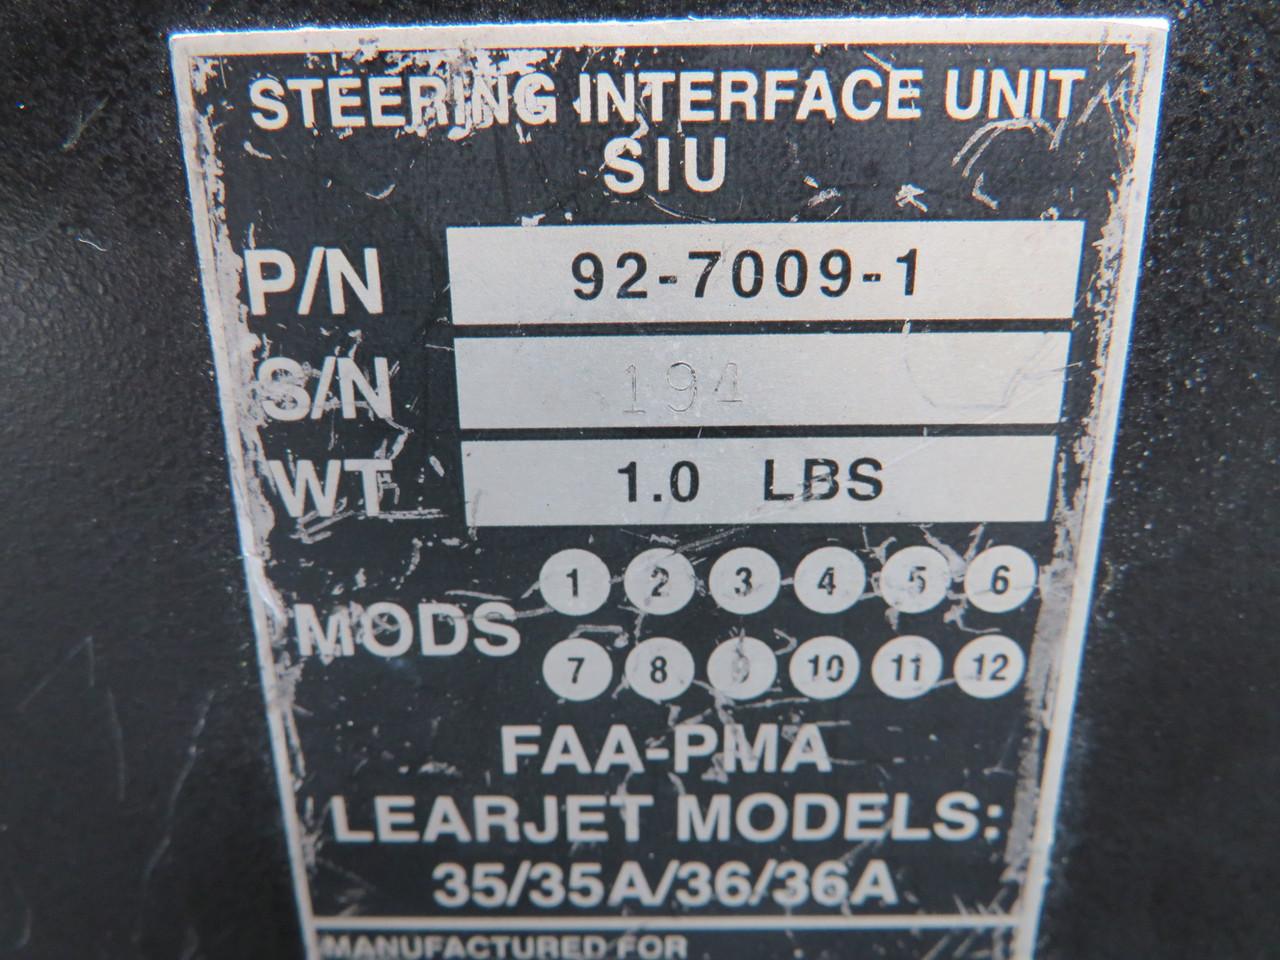 STEERING INTERFACE UNIT
SIU
P/N 92-7009-1
S/N 194
WT 1.0 LBS
MODS 1 2 3 4 5 6
7 8 9 10 11 12
FAA-PMA
LEARJET MODELS:
35/35A/36/36A
MANUFACTURED FOR